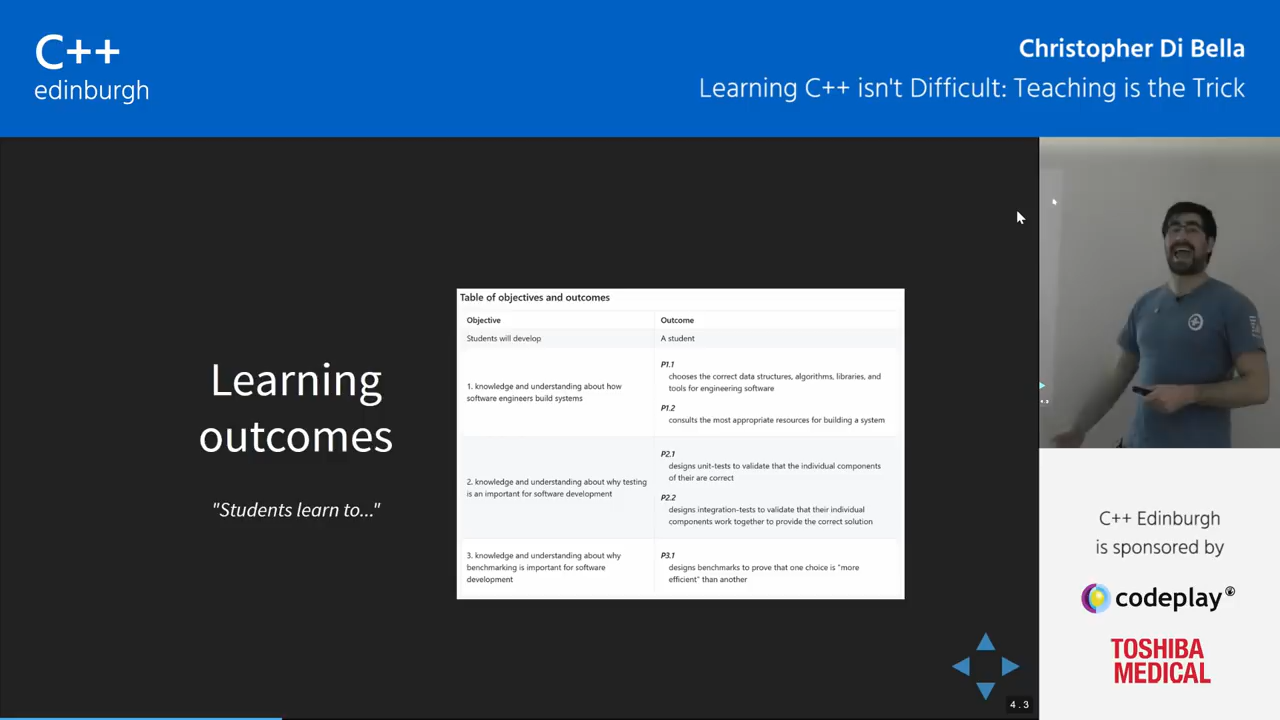 C++
edinburgh
Christopher Di Bella
Learning C++ isn't Difficult: Teaching is the Trick
Learning
outcomes
"Students learn to..."
Table of objectives and outcomes
Objective
Outcome
Students will develop
A student
1. knowledge and understanding about how
software engineers build systems
P1.1
chooses the correct data structures, algorithms, libraries, and
tools for engineering software
P1.2
consults the most appropriate resources for building a system
2. knowledge and understanding about why testing
is an important for software development
P2.1
designs unit-tests to validate that the individual components
of their are correct
P2.2
designs integration-tests to validate that their individual
components work together to provide the correct solution
3. knowledge and understanding about why
benchmarking is important for software
development
P3.1
designs benchmarks to prove that one choice is "more
efficient" than another
4.3
C++ Edinburgh
is sponsored by
codeplay®
TOSHIBA
MEDICAL